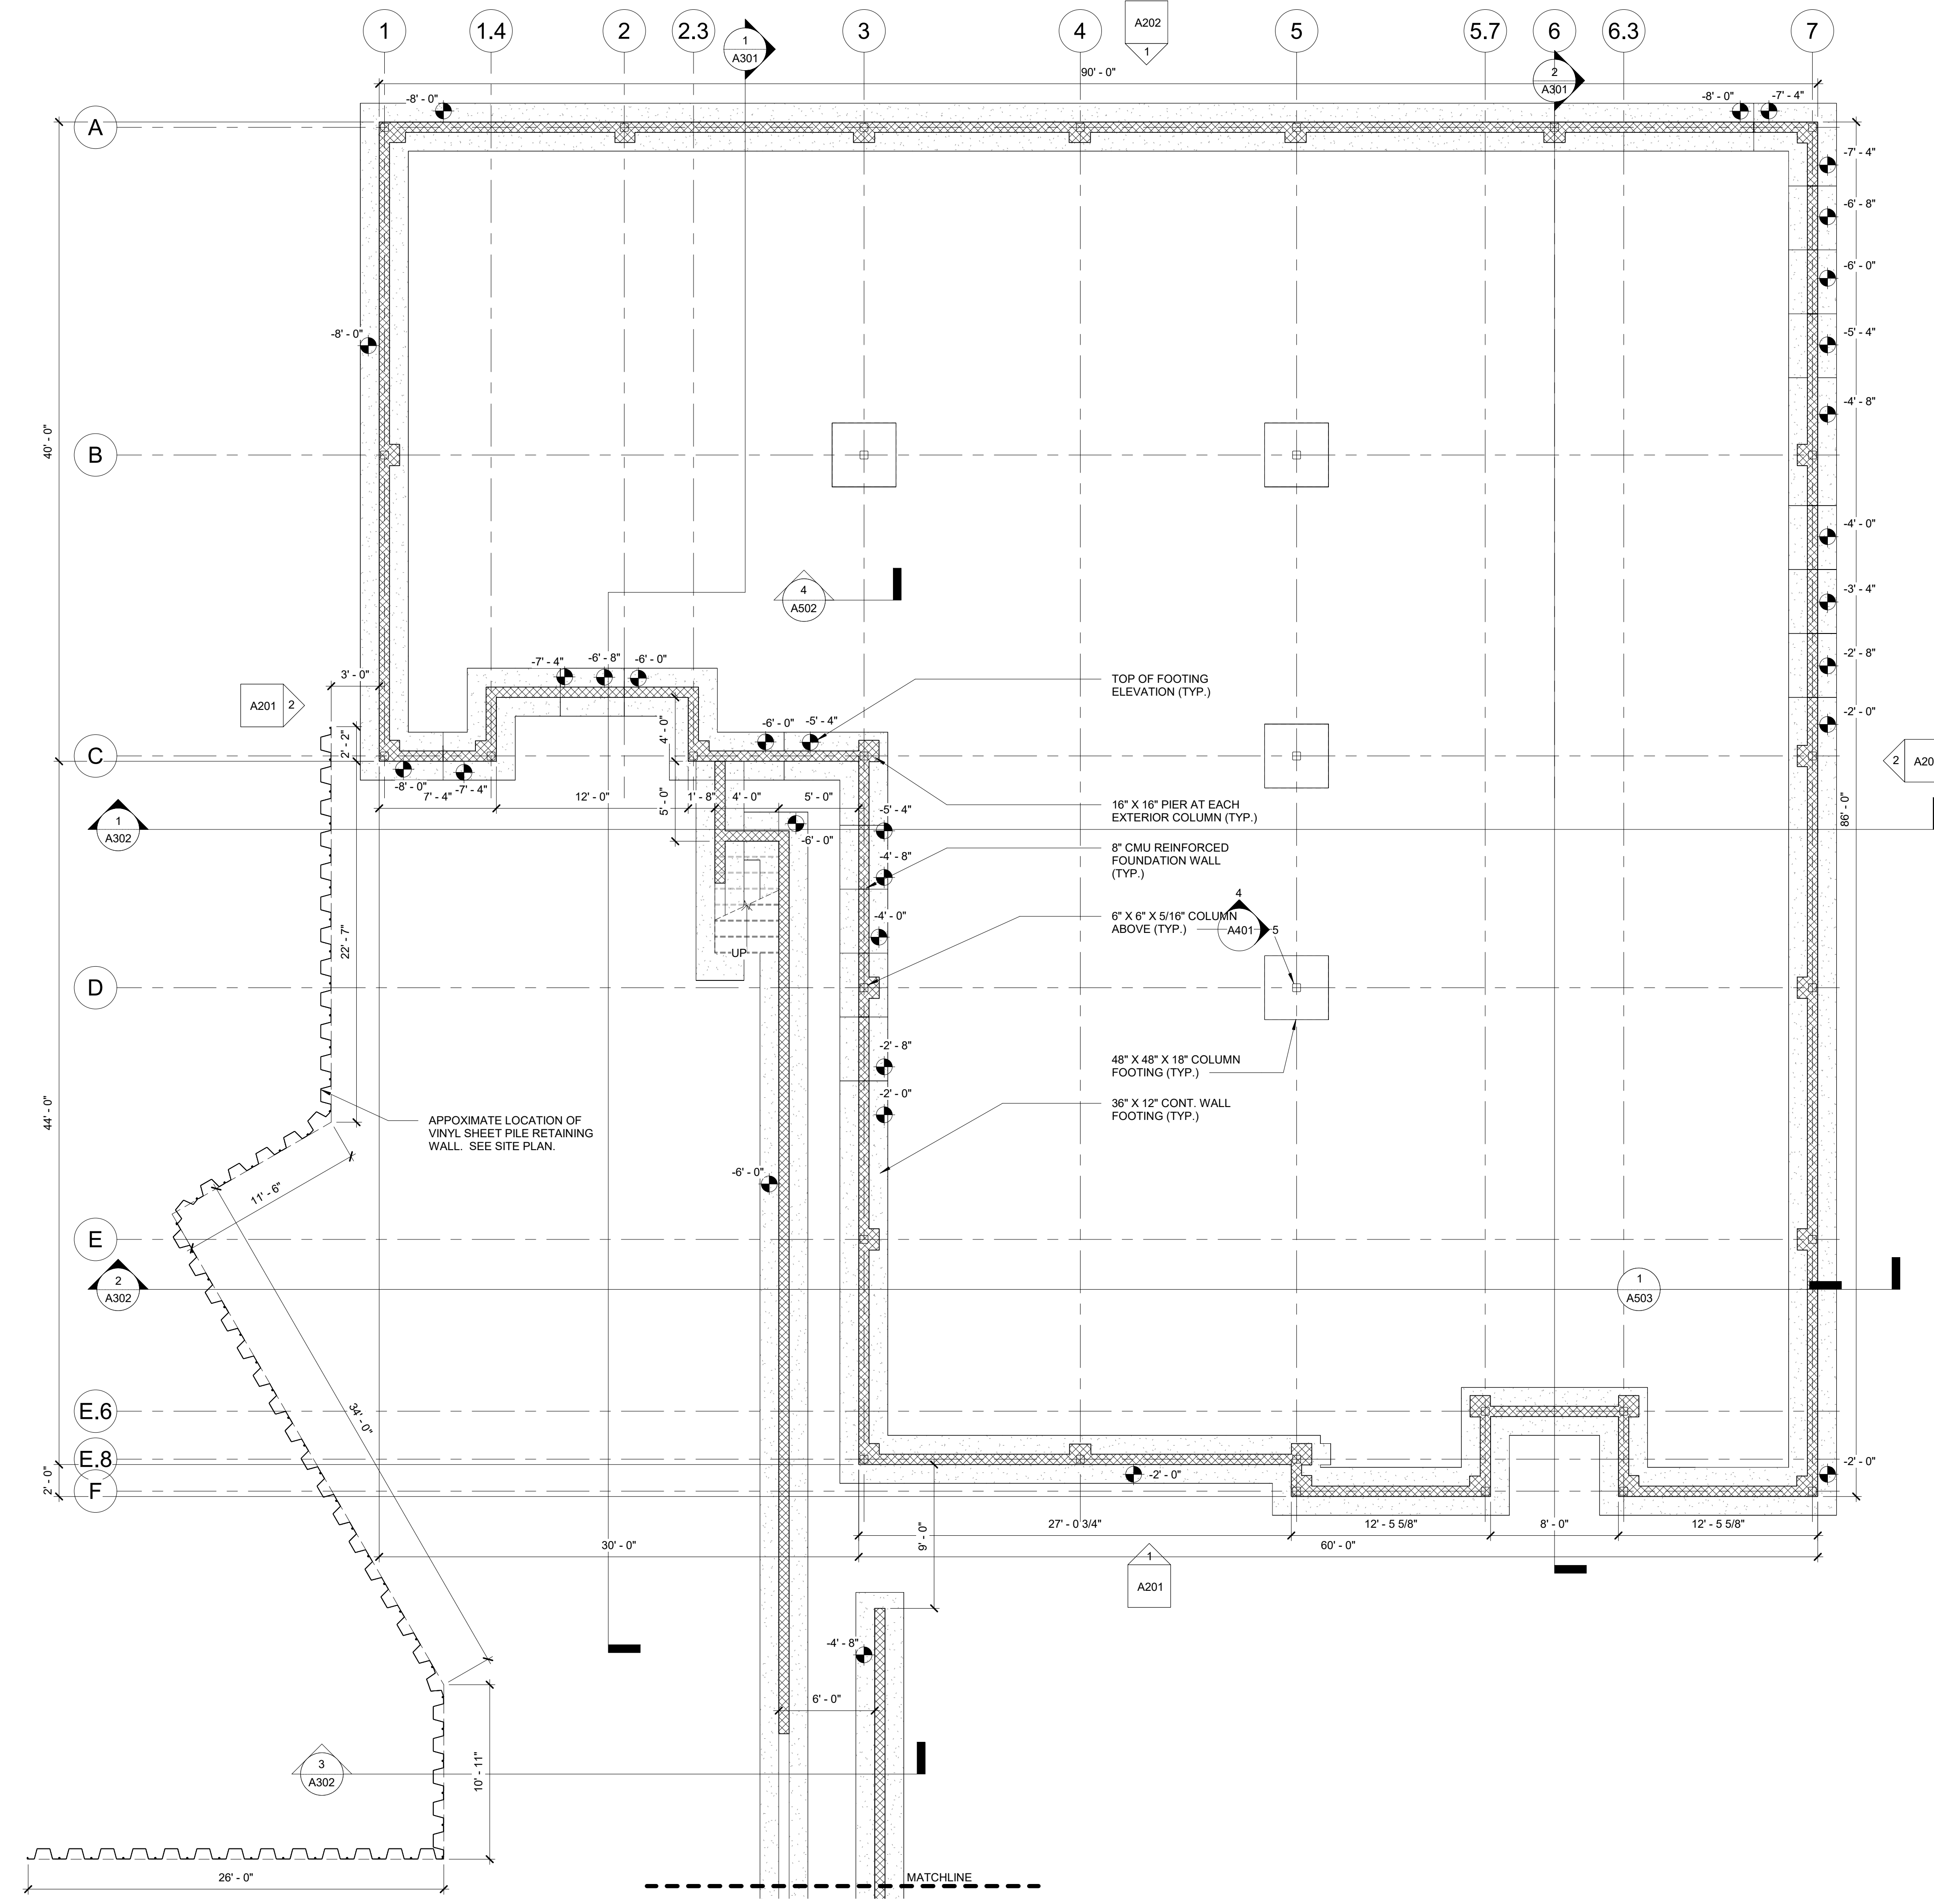 1
1.4
2
2.3
3
4
5
5.7
6
6.3
7
1
A301
A202
1
2
A301
90' - 0"
-8' - 0"
-8' - 0"
-7' - 4"
A
-7' - 4"
-6' - 8"
-6' - 0"
-5' - 4"
-8' - 0"
-4' - 8"
40' - 0"
B
-4' - 0"
-3' - 4"
4
A502
-2' - 8"
-7' - 4"
-6' - 8"
-6' - 0"
3' - 0"
TOP OF FOOTING
ELEVATION (TYP.)
A201
2
-2' - 0"
-6' - 0"
-5' - 4"
4' - 0"
2' - 2"
C
2
A20
-8' - 0"
-7' - 4"
7' - 4"
12' - 0"
1' - 8"
4' - 0"
5' - 0"
5' - 0"
16" X 16" PIER AT EACH
EXTERIOR COLUMN (TYP.)
86' - 0"
-5' - 4"
1
A302
-6' - 0"
8" CMU REINFORCED
FOUNDATION WALL
(TYP.)
-4' - 8"
4
-4' - 0"
6" X 6" X 5/16" COLUMN
ABOVE (TYP.)
A401
5
22' - 7"
UP
D
-2' - 8"
48" X 48" X 18" COLUMN
FOOTING (TYP.)
-2' - 0"
36" X 12" CONT. WALL
FOOTING (TYP.)
44' - 0"
APPOXIMATE LOCATION OF
VINYL SHEET PILE RETAINING
WALL. SEE SITE PLAN.
-6' - 0"
11' - 6"
E
2
A302
1
A503
34' - 0"
E.6
E.8
F
2' - 0"
-2' - 0"
-2' - 0"
27' - 0 3/4"
12' - 5 5/8"
8' - 0"
12' - 5 5/8"
9' - 0"
30' - 0"
60' - 0"
1
A201
-4' - 8"
6' - 0"
3
A302
10' - 11"
26' - 0"
MATCHLINE